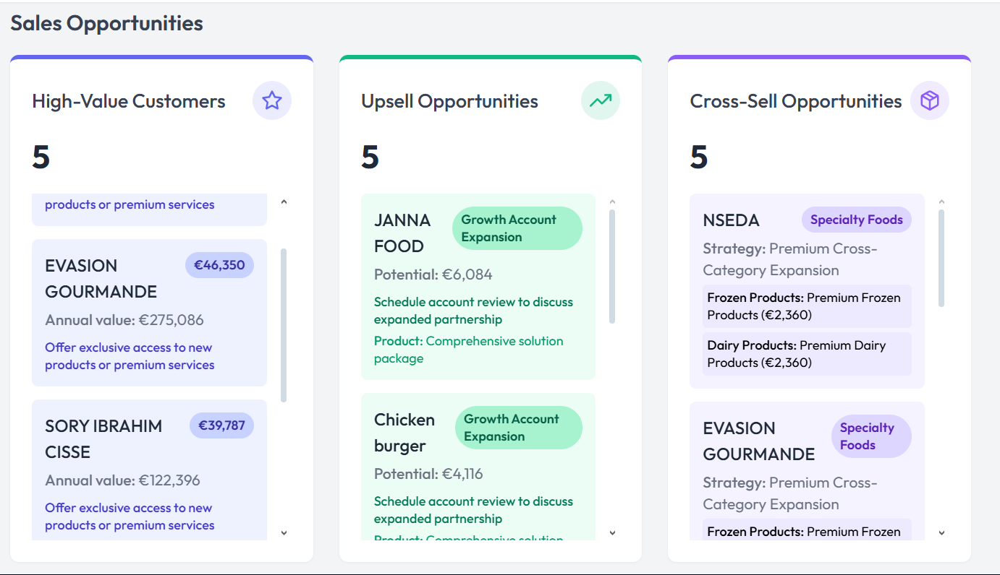 Sales Opportunities
High-Value Customers
5
products or premium services
EVASION
GOURMANDE
€46,350
Annual value: €275,086
Offer exclusive access to new
products or premium services
SORY IBRAHIM
CISSE
€39,787
Annual value: €122,396
Offer exclusive access to new
products or premium services
Upsell Opportunities
5
JANNA
FOOD
Growth Account
Expansion
Potential: €6,084
Schedule account review to discuss
expanded partnership
Product: Comprehensive solution
package
Chicken
burger
Growth Account
Expansion
Potential: €4,116
Schedule account review to discuss
expanded partnership
Product: Comprehensive solution
Cross-Sell Opportunities
5
NSEDA
Specialty Foods
Strategy: Premium Cross-
Category Expansion
Frozen Products: Premium Frozen
Products (€2,360)
Dairy Products: Premium Dairy
Products (€2,360)
EVASION
GOURMANDE
Specialty
Foods
Strategy: Premium Cross-
Category Expansion
Frozen Products: Premium Frozen